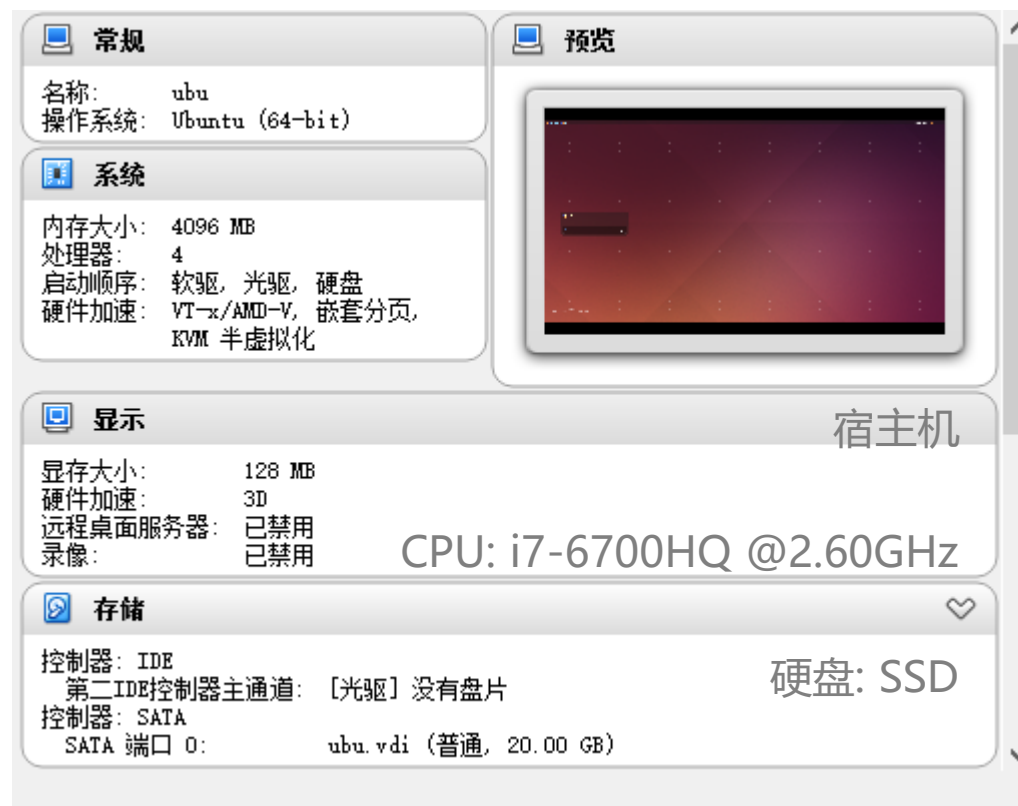 常规
名称: ubu
操作系统: Ubuntu (64-bit)
预览
系统
内存大小: 4096 MB
处理器: 4
启动顺序: 软驱, 光驱, 硬盘
硬件加速: VT-x/AMD-V, 嵌套分页,
KVM 半虚拟化
显示
宿主机
显存大小: 128 MB
硬件加速: 3D
远程桌面服务器: 已禁用
录像: 已禁用
CPU: i7-6700HQ @2.60GHz
存储
控制器: IDE
第二IDE控制器主通道: [光驱] 没有盘片
硬盘: SSD
控制器: SATA
SATA 端口 0: ubu.vdi (普通, 20.00 GB)